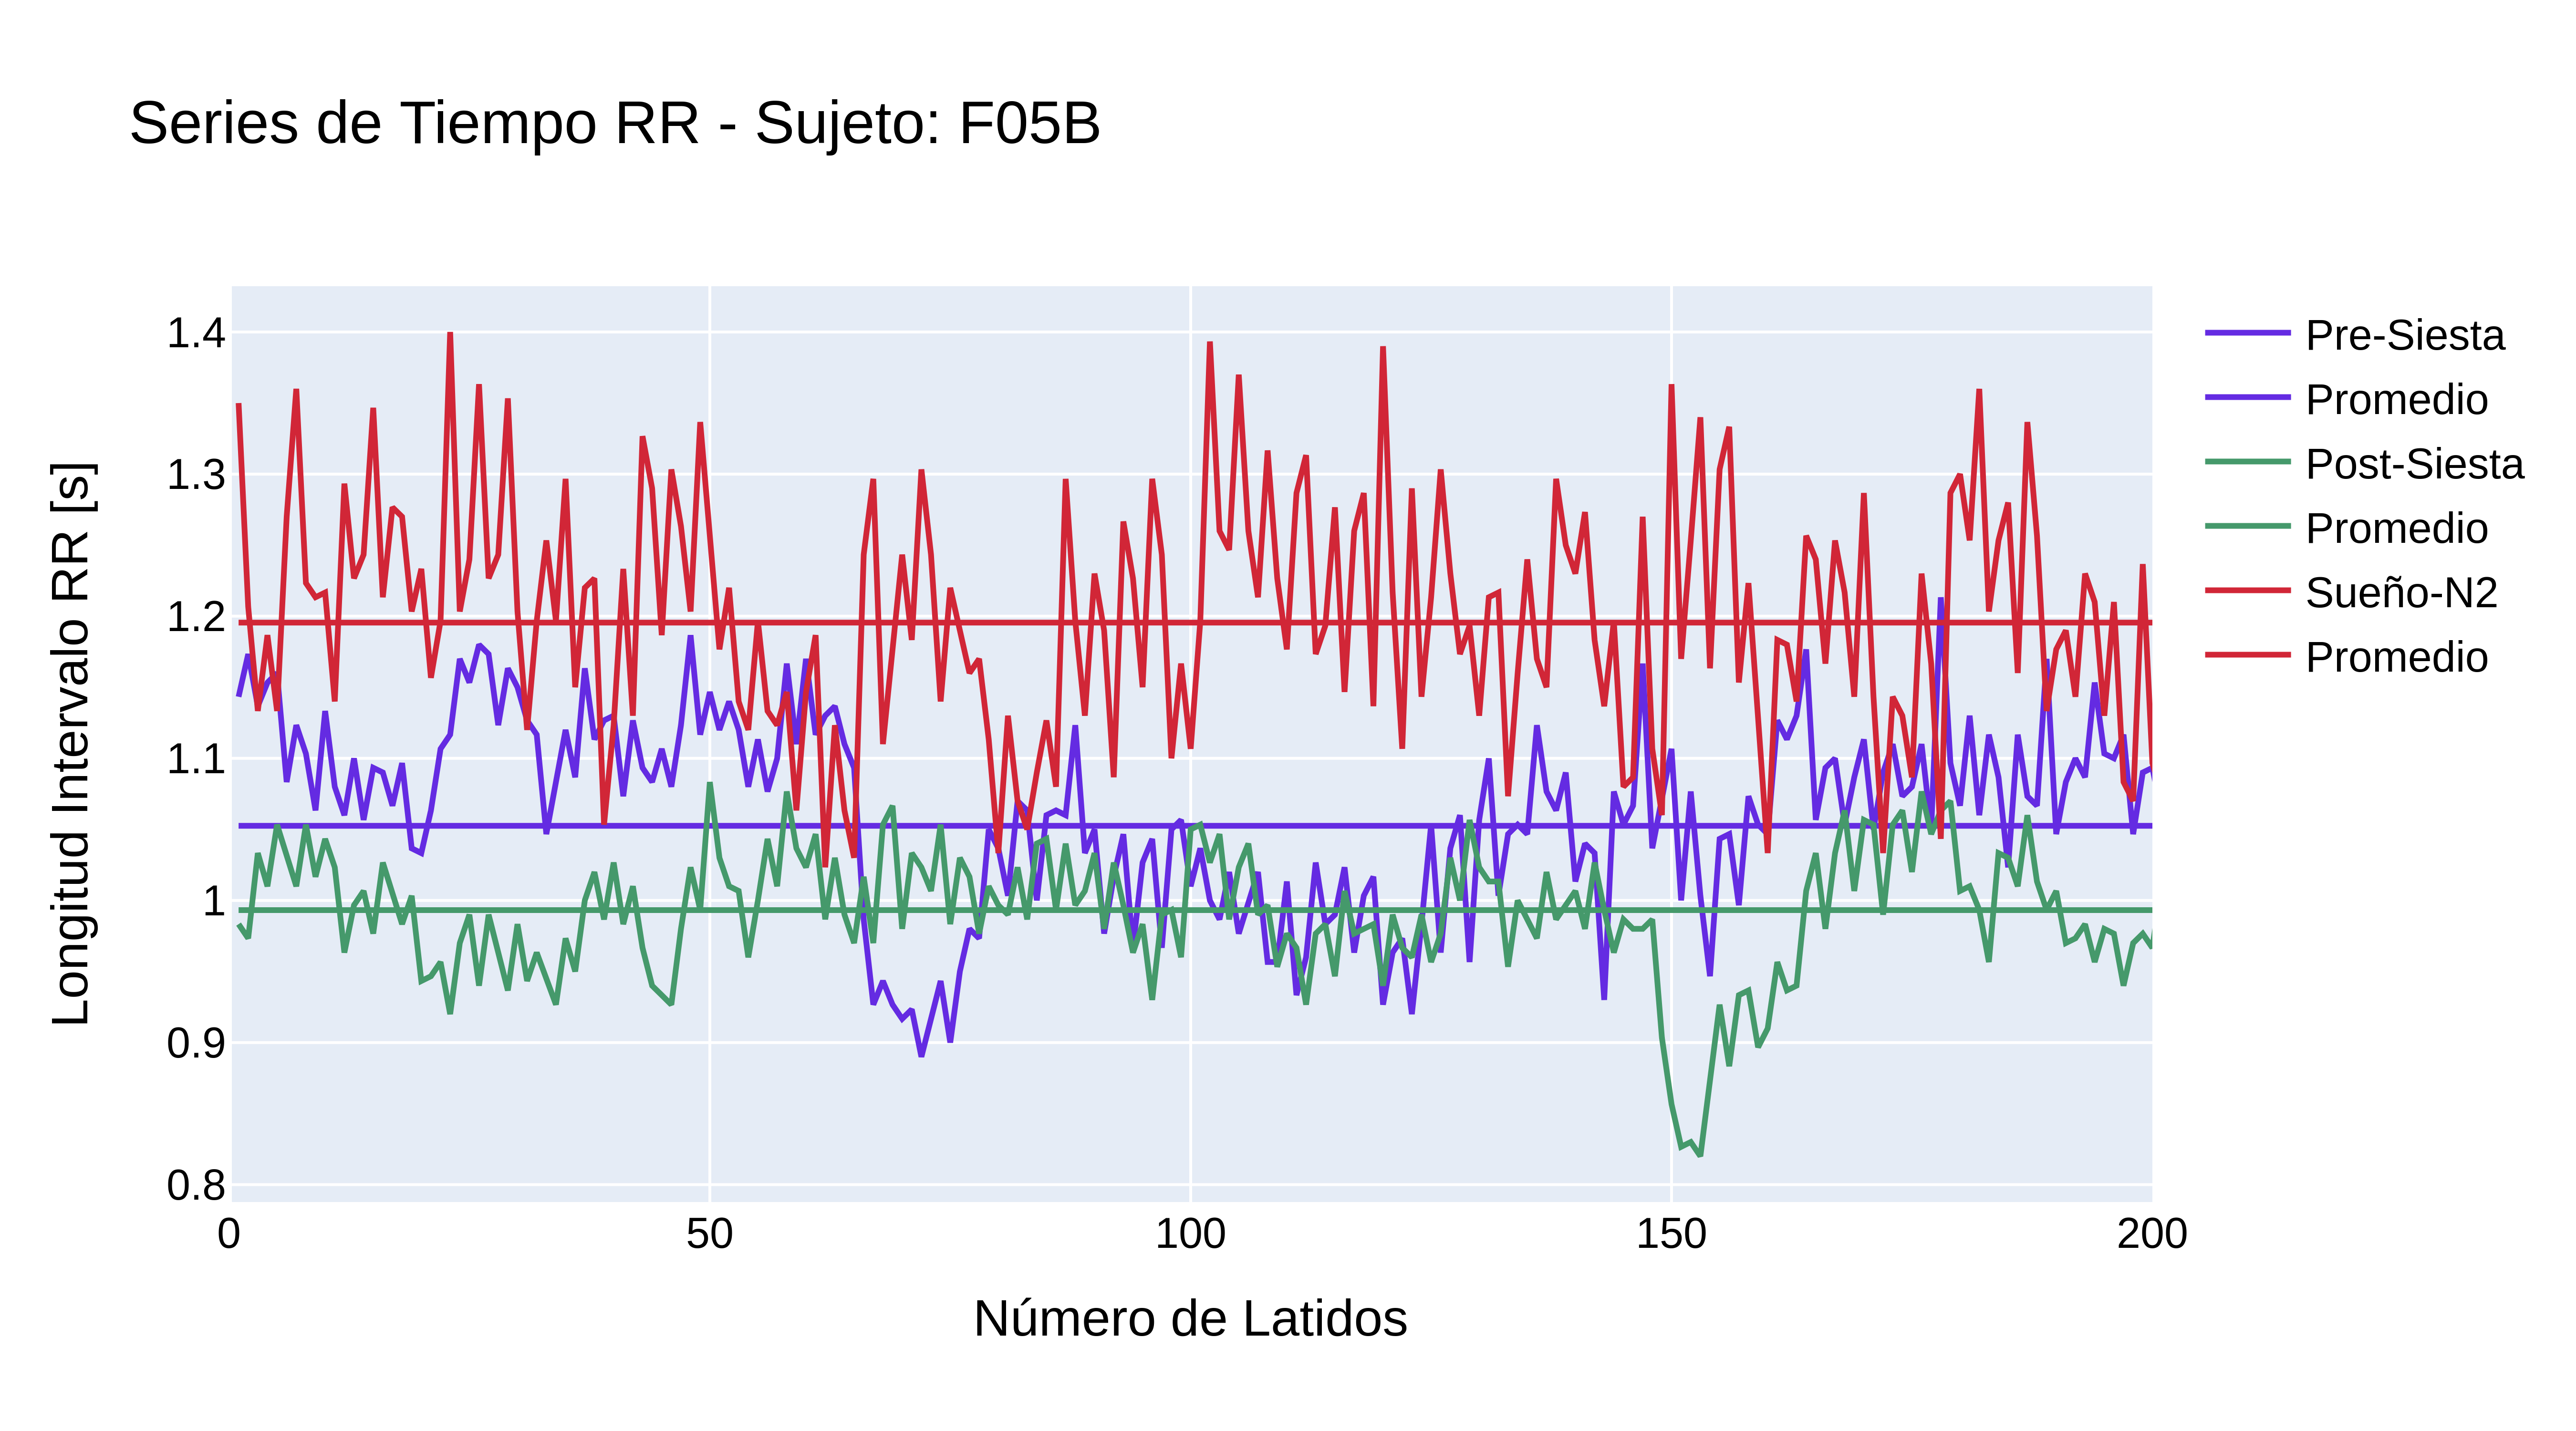 Series de Tiempo RR - Sujeto: F05B
Longitud Intervalo RR [s]
1.4
1.3
1.2
1.1
1
0.9
0.8
0
50
100
150
200
Número de Latidos
Pre-Siesta
Promedio
Post-Siesta
Promedio
Sueño-N2
Promedio